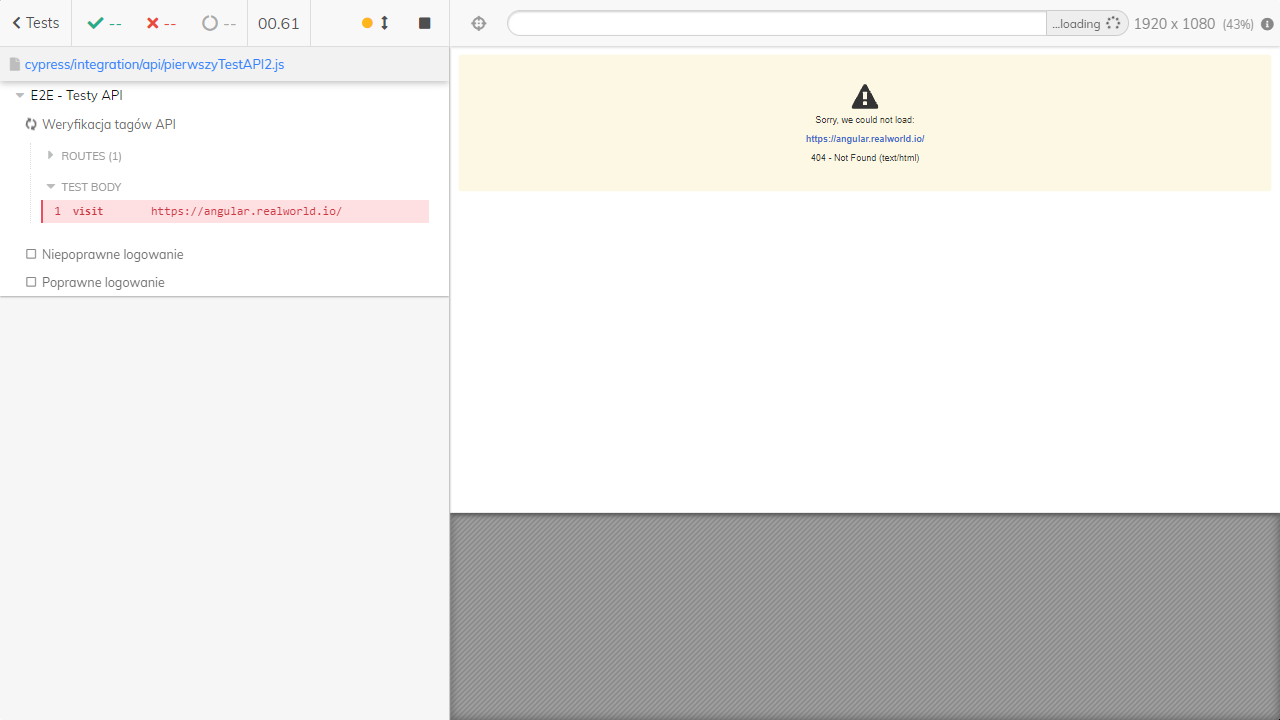 Tests -- -- -- 00.61
...loading 1920 x 1080 (43%)
cypress/integration/api/pierwszyTestAPI2.js
E2E - Testy API
Weryfikacja tagów API
ROUTES (1)
TEST BODY
1 visit https://angular.realworld.io/
Niepoprawne logowanie
Poprawne logowanie
Sorry, we could not load:
https://angular.realworld.io/
404 - Not Found (text/html)